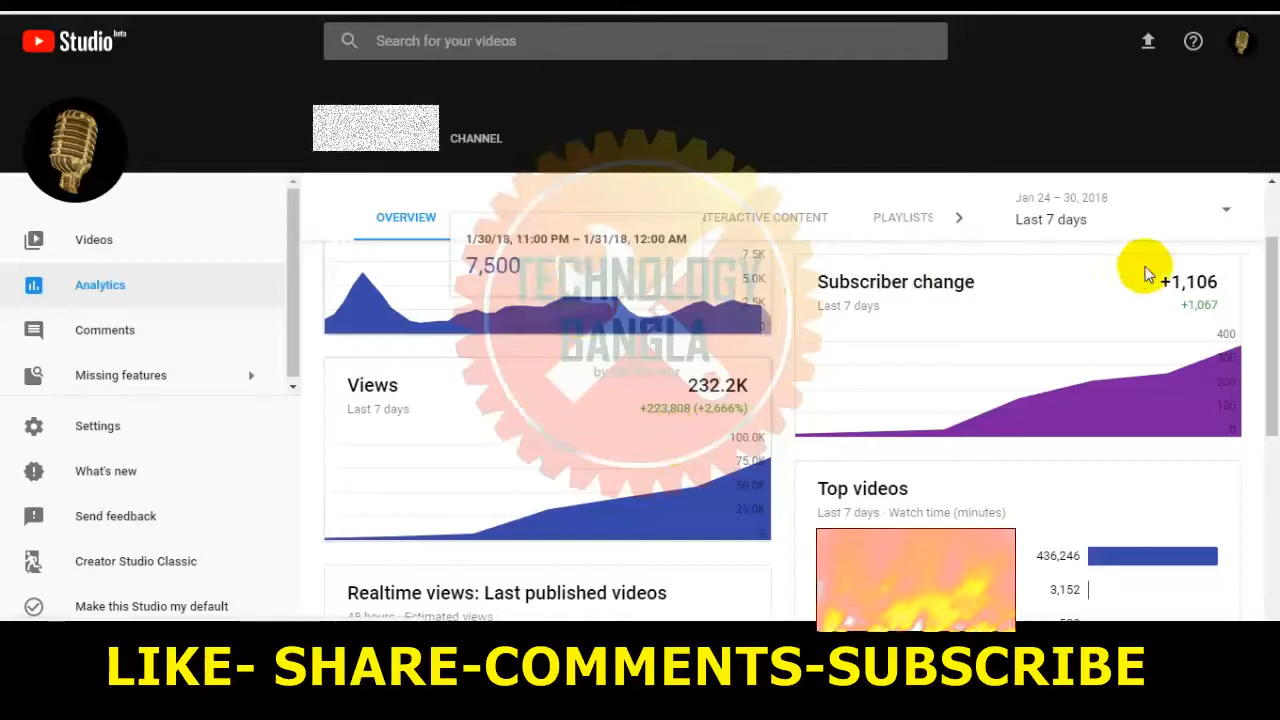 Studio beta
Search for your videos
CHANNEL
Jan 24 – 30, 2018
Last 7 days
OVERVIEW
INTERACTIVE CONTENT
PLAYLISTS
1/30/18, 11:00 PM – 1/31/18, 12:00 AM
7,500
7.5K
5.0K
2.5K
0
TECHNOLOGY
BANGLA
Videos
Analytics
Comments
Missing features
Settings
What's new
Send feedback
Creator Studio Classic
Make this Studio my default
Views
232.2K
Last 7 days
+223,808 (+2,666%)
100.0K
75.0K
50.0K
25.0K
0
Realtime views: Last published videos
48 hours · Estimated views
Subscriber change
+1,106
Last 7 days
+1,067
400
300
200
100
0
Top videos
Last 7 days · Watch time (minutes)
436,246
3,152
LIKE- SHARE-COMMENTS-SUBSCRIBE